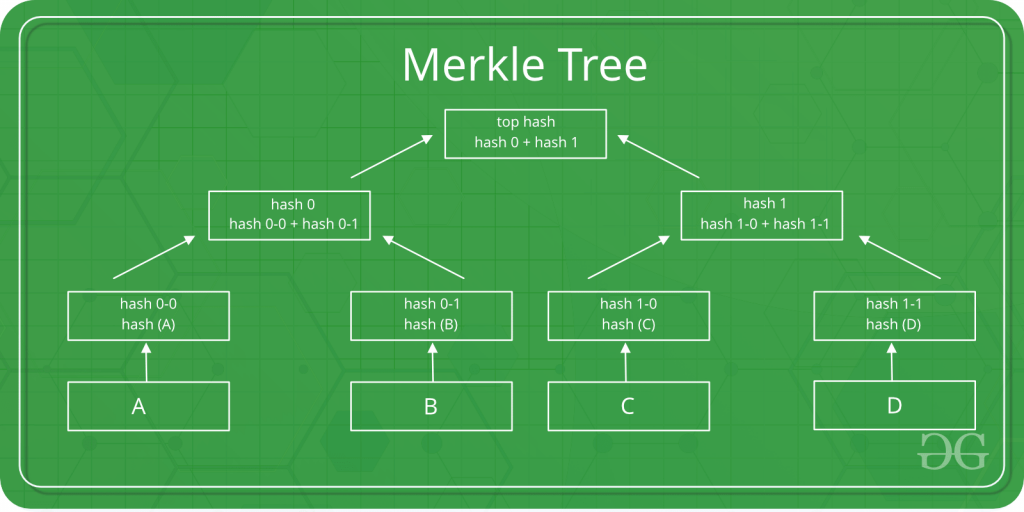 Merkle Tree
top hash
hash 0 + hash 1
hash 0
hash 0-0 + hash 0-1
hash 1
hash 1-0 + hash 1-1
hash 0-0
hash (A)
hash 0-1
hash (B)
hash 1-0
hash (C)
hash 1-1
hash (D)
A
B
C
D